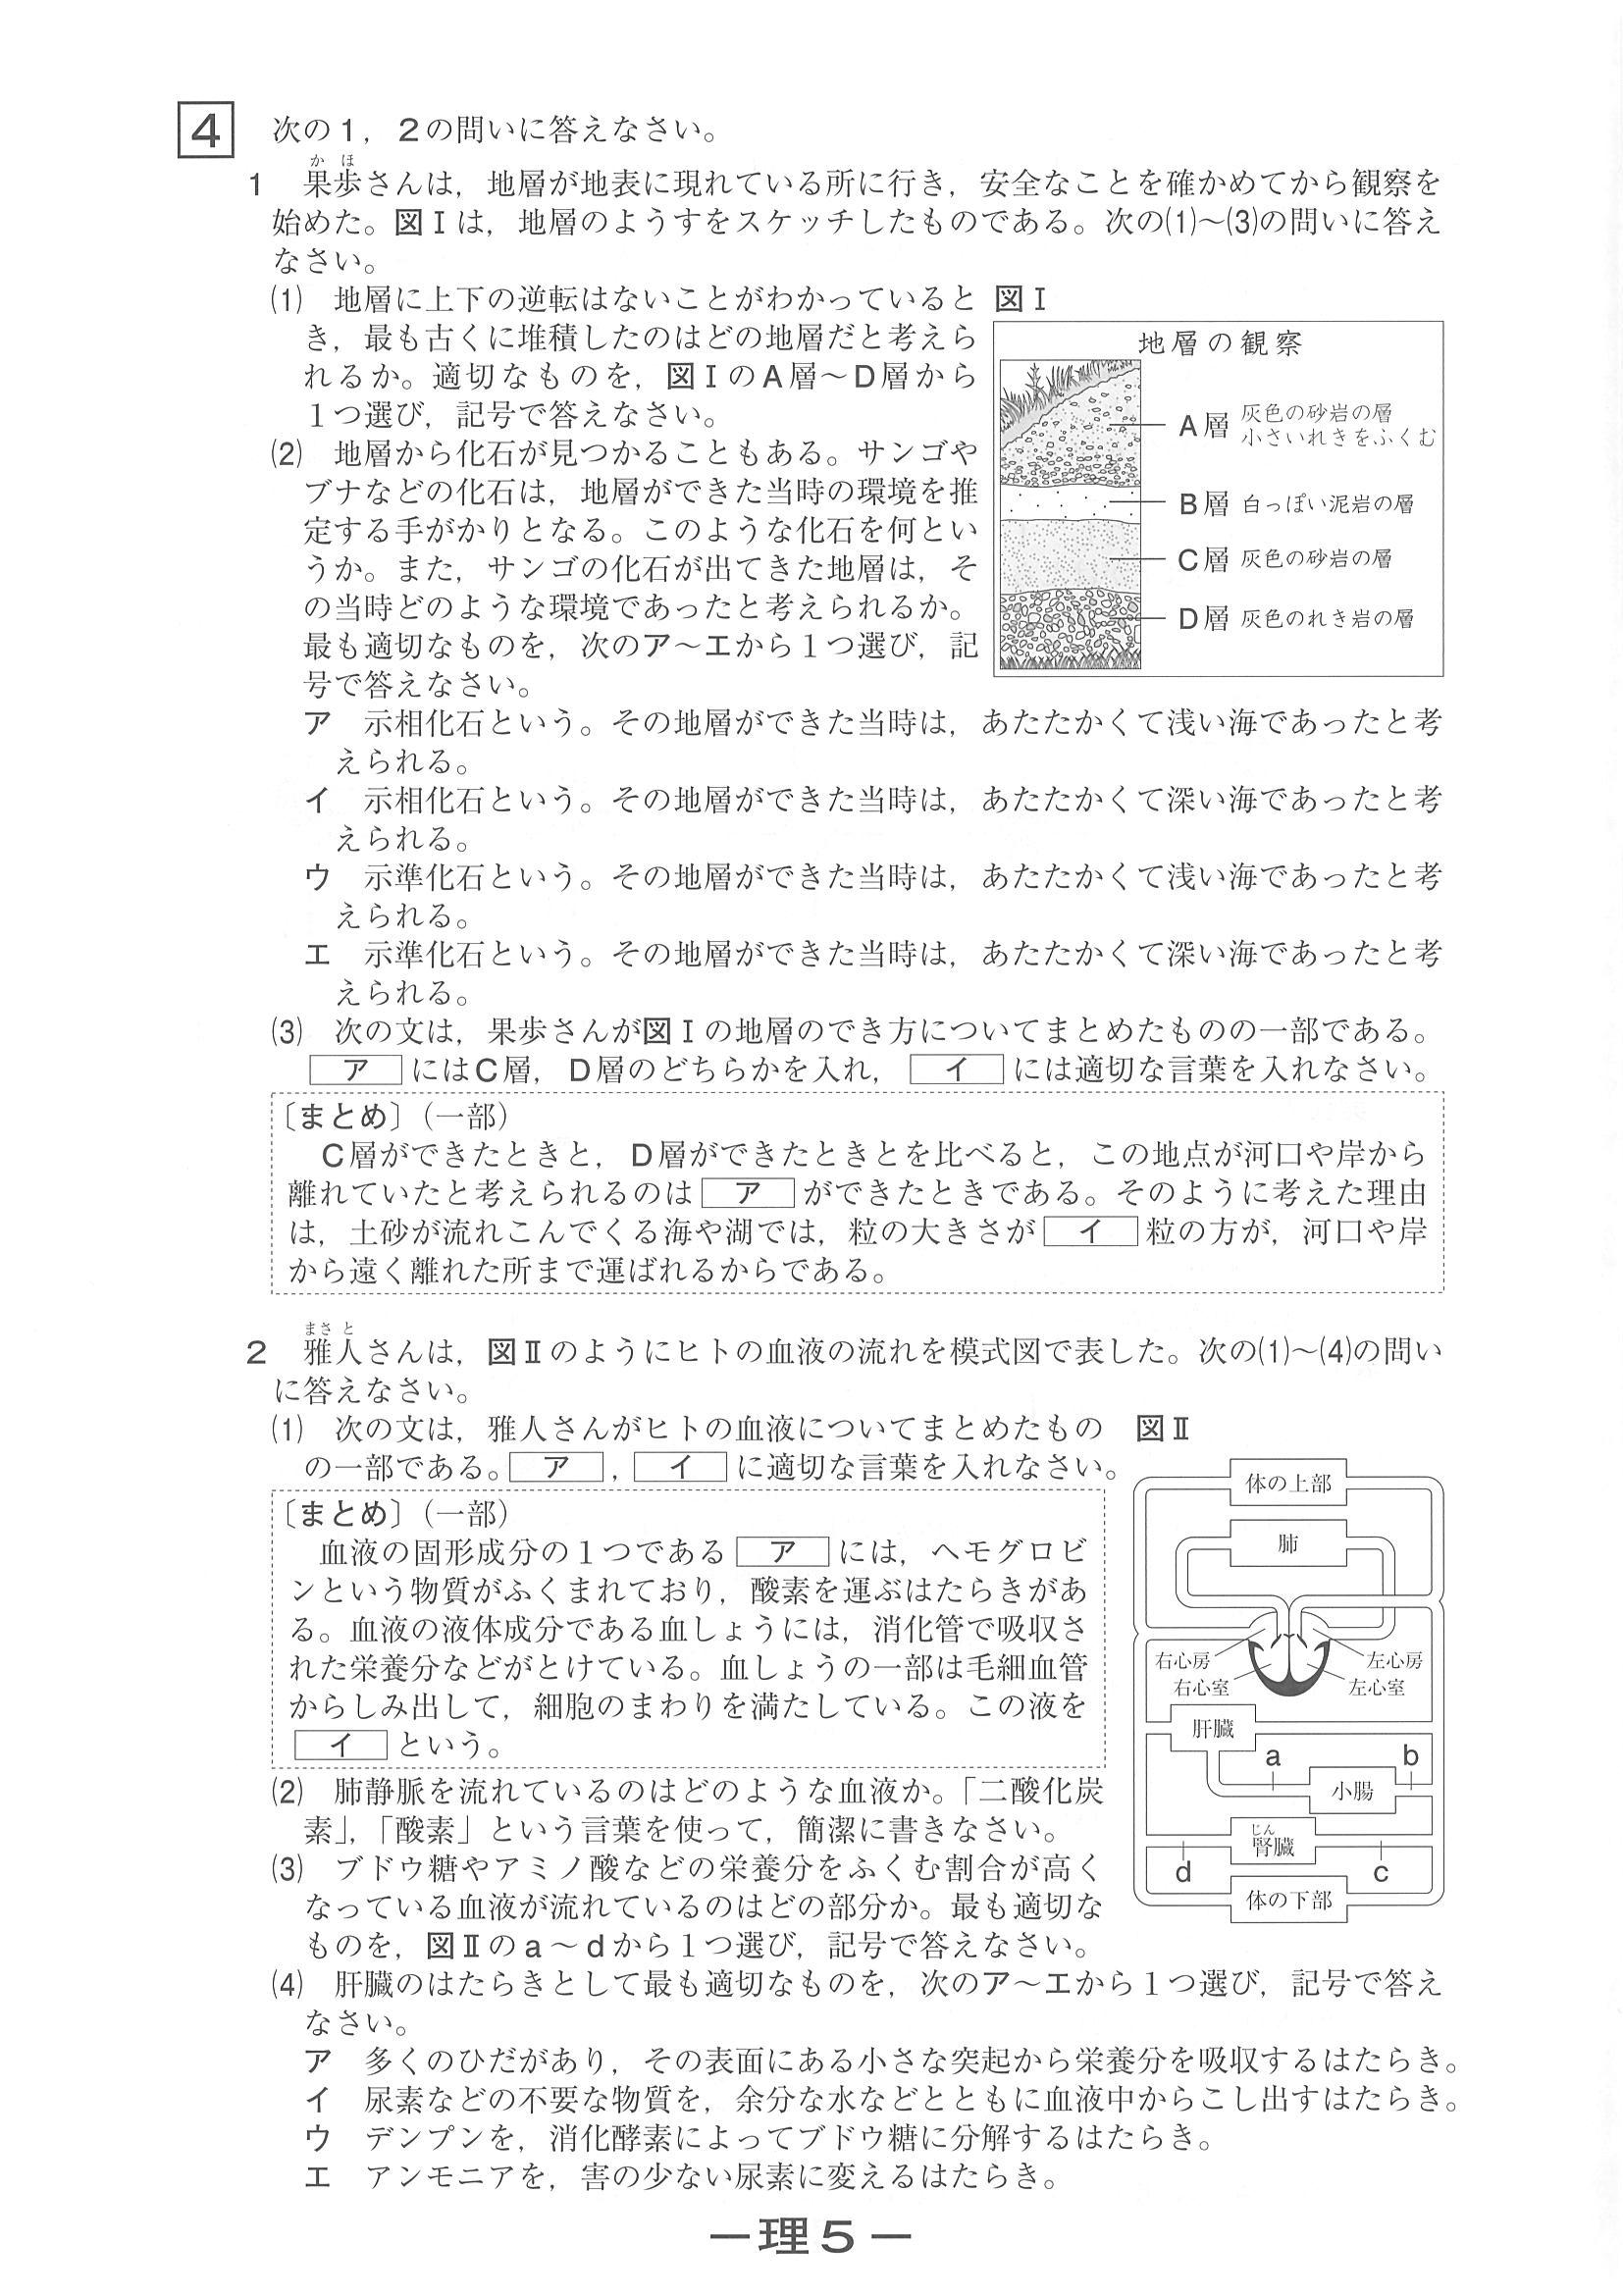 4 次の1，2の問いに答えなさい。
かほ
1 果歩さんは，地層が地表に現れている所に行き，安全なことを確かめてから観察を
始めた。図Ⅰは，地層のようすをスケッチしたものである。次の⑴～⑶の問いに答え
なさい。
⑴ 地層に上下の逆転はないことがわかっていると
き，最も古くに堆積したのはどの地層だと考えら
れるか。適切なものを，図ⅠのA層～D層から
1つ選び，記号で答えなさい。
⑵ 地層から化石が見つかることもある。サンゴや
ブナなどの化石は，地層ができた当時の環境を推
定する手がかりとなる。このような化石を何とい
うか。また，サンゴの化石が出てきた地層は，そ
の当時どのような環境であったと考えられるか。
最も適切なものを，次のア～エから1つ選び，記
号で答えなさい。
図Ⅰ
地層の観察
A層 灰色の砂岩の層
小さいれきをふくむ
B層 白っぽい泥岩の層
C層 灰色の砂岩の層
D層 灰色のれき岩の層
ア 示相化石という。その地層ができた当時は，あたたかくて浅い海であったと考
えられる。
イ 示相化石という。その地層ができた当時は，あたたかくて深い海であったと考
えられる。
ウ 示準化石という。その地層ができた当時は，あたたかくて浅い海であったと考
えられる。
エ 示準化石という。その地層ができた当時は，あたたかくて深い海であったと考
えられる。
⑶ 次の文は，果歩さんが図Ⅰの地層のでき方についてまとめたものの一部である。
ア にはC層，D層のどちらかを入れ， イ には適切な言葉を入れなさい。
〔まとめ〕（一部）
C層ができたときと，D層ができたときとを比べると，この地点が河口や岸から
離れていたと考えられるのは ア ができたときである。そのように考えた理由
は，土砂が流れこんでくる海や湖では，粒の大きさが イ 粒の方が，河口や岸
から遠く離れた所まで運ばれるからである。
まさと
2 雅人さんは，図Ⅱのようにヒトの血液の流れを模式図で表した。次の⑴～⑷の問い
に答えなさい。
⑴ 次の文は，雅人さんがヒトの血液についてまとめたもの
の一部である。 ア ， イ に適切な言葉を入れなさい。
〔まとめ〕（一部）
血液の固形成分の1つである ア には，ヘモグロビ
ンという物質がふくまれており，酸素を運ぶはたらきがあ
る。血液の液体成分である血しょうには，消化管で吸収さ
れた栄養分などがとけている。血しょうの一部は毛細血管
からしみ出して，細胞のまわりを満たしている。この液を
イ という。
⑵ 肺静脈を流れているのはどのような血液か。「二酸化炭
素」，「酸素」という言葉を使って，簡潔に書きなさい。
⑶ ブドウ糖やアミノ酸などの栄養分をふくむ割合が高く
なっている血液が流れているのはどの部分か。最も適切な
ものを，図Ⅱのa～dから1つ選び，記号で答えなさい。
図Ⅱ
体の上部
肺
右心房
左心房
右心室
左心室
肝臓
a
b
小腸
じん
腎臓
d
c
体の下部
⑷ 肝臓のはたらきとして最も適切なものを，次のア～エから1つ選び，記号で答え
なさい。
ア 多くのひだがあり，その表面にある小さな突起から栄養分を吸収するはたらき。
イ 尿素などの不要な物質を，余分な水などとともに血液中からこし出すはたらき。
ウ デンプンを，消化酵素によってブドウ糖に分解するはたらき。
エ アンモニアを，害の少ない尿素に変えるはたらき。
―理5―